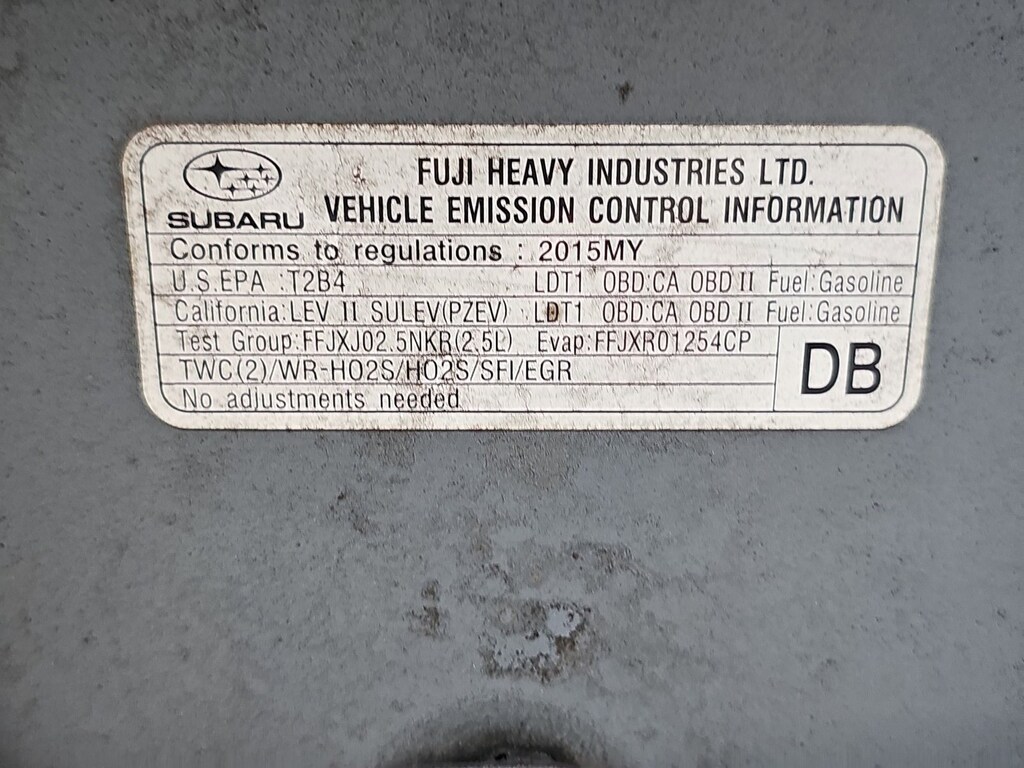 FUJI HEAVY INDUSTRIES LTD.
SUBARU VEHICLE EMISSION CONTROL INFORMATION
Conforms to regulations : 2015MY
U.S.EPA :T2B4 LDT1 OBD:CA OBD II Fuel:Gasoline
California:LEV II SULEV(PZEV) LDT1 OBD:CA OBD II Fuel:Gasoline
Test Group:FFJXJ02.5NKR(2.5L) Evap:FFJXR01254CP
TWC(2)/WR-HO2S/HO2S/SFI/EGR
DB
No adjustments needed